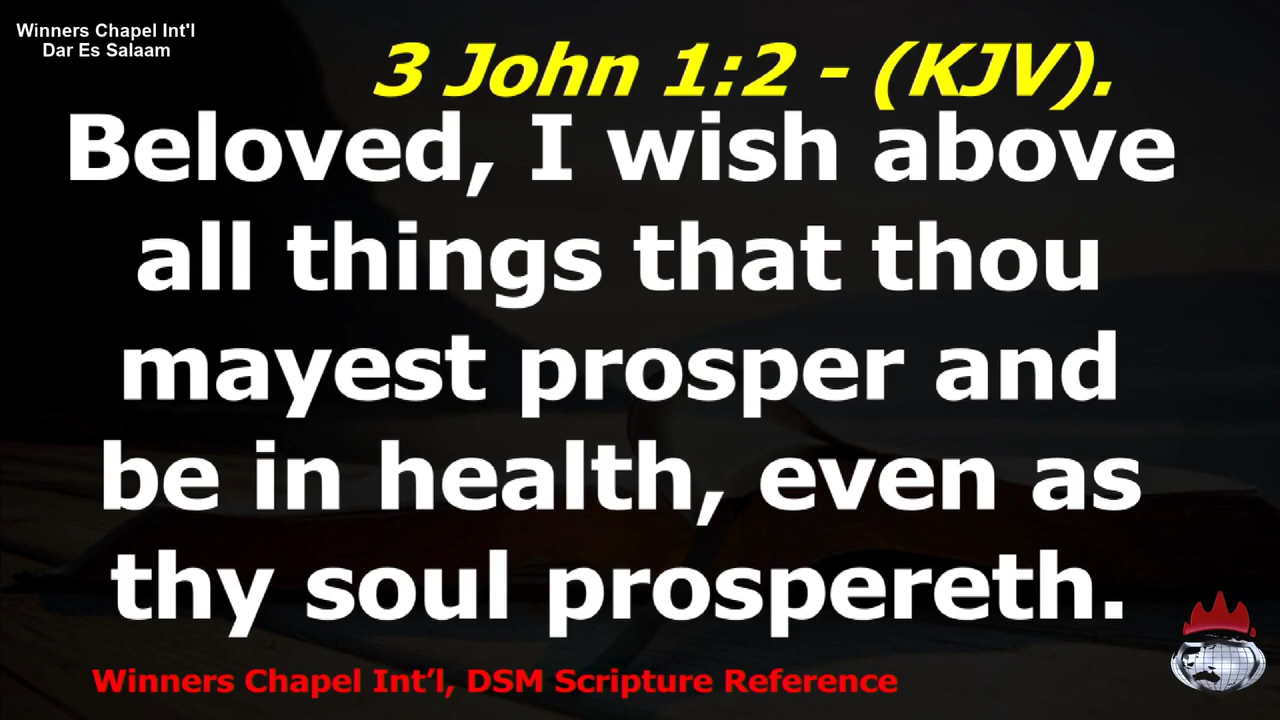 Winners Chapel Int'l
Dar Es Salaam
3 John 1:2 - (KJV).
Beloved, I wish above
all things that thou
mayest prosper and
be in health, even as
thy soul prospereth.
Winners Chapel Int’l, DSM Scripture Reference